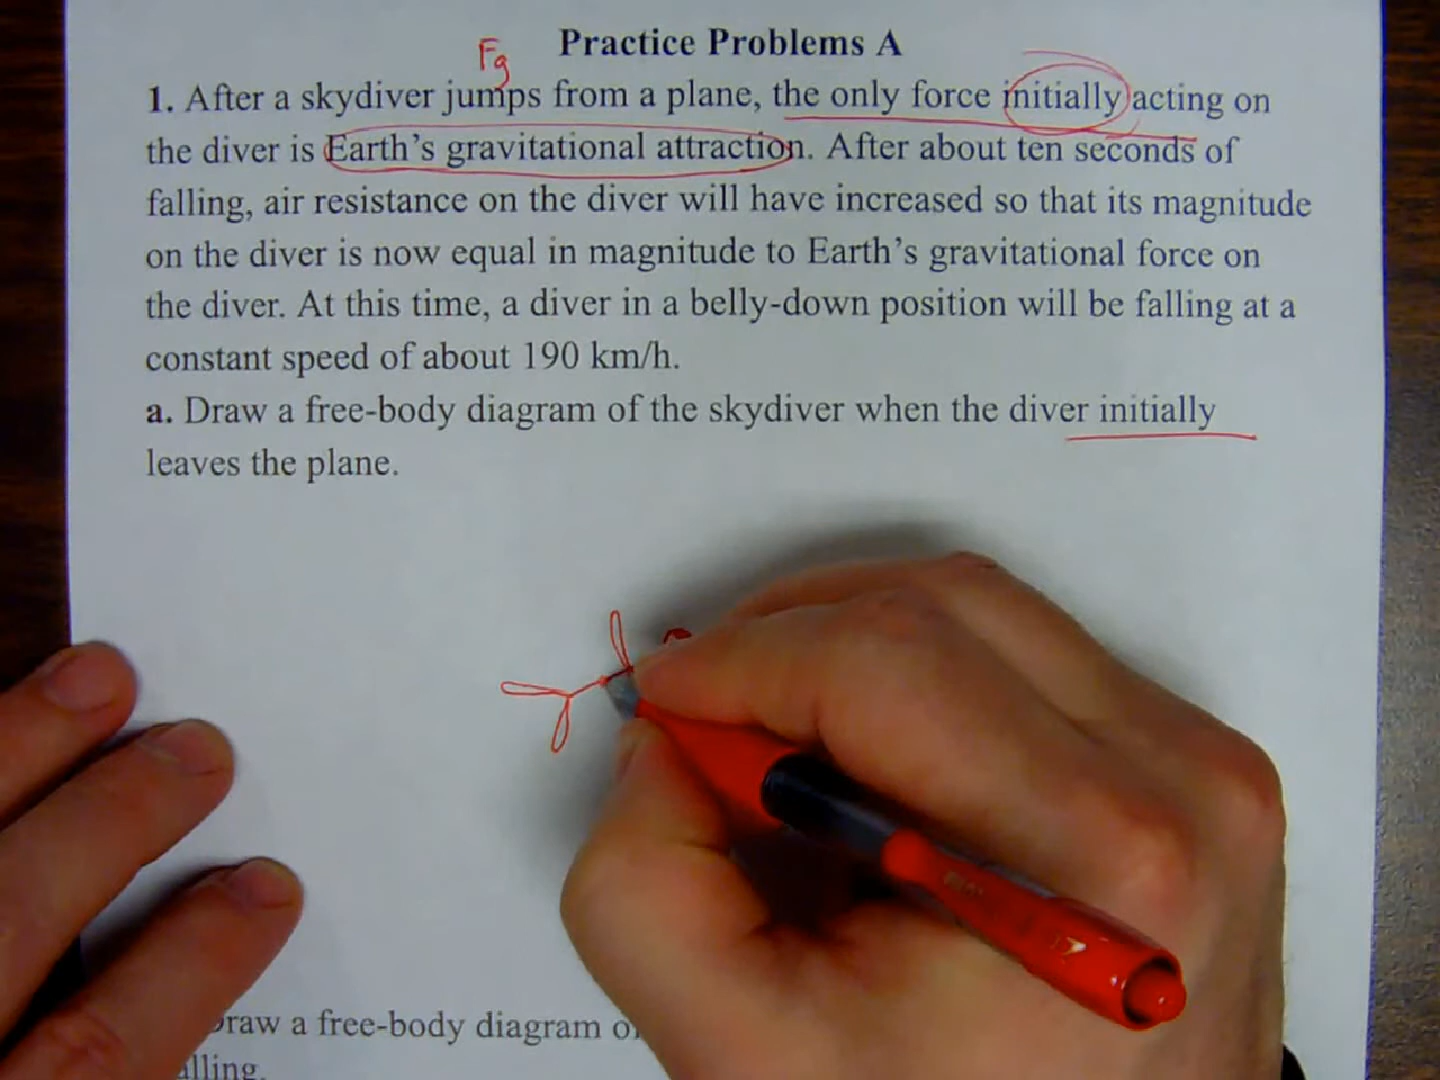 Practice Problems A
Fg
1. After a skydiver jumps from a plane, the only force initially acting on
the diver is Earth's gravitational attraction. After about ten seconds of
falling, air resistance on the diver will have increased so that its magnitude
on the diver is now equal in magnitude to Earth's gravitational force on
the diver. At this time, a diver in a belly-down position will be falling at a
constant speed of about 190 km/h.
a. Draw a free-body diagram of the skydiver when the diver initially
leaves the plane.
Draw a free-body diagram